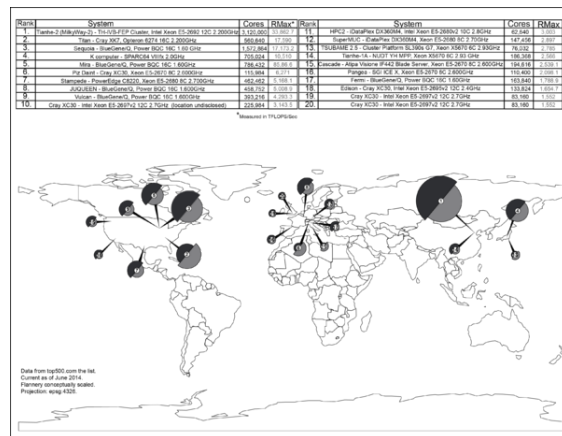 Rank System Cores RMax* Rank System Cores RMax
1. Tianhe-2 (MilkyWay-2) - TH-IVB-FEP Cluster, Intel Xeon E5-2692 12C 2.200GHz 3,120,000 33,862.7 11. HPC2 - iDataPlex DX360M4, Intel Xeon E5-2680v2 10C 2.8GHz 62,640 3.003
2. Titan - Cray XK7, Opteron 6274 16C 2.200GHz 560,640 17,590 12. SuperMUC - iDataPlex DX360M4, Xeon E5-2680 8C 2.70GHz 147,456 2.897
3. Sequoia - BlueGene/Q, Power BQC 16C 1.60 GHz 1,572,864 17,173.2 13. TSUBAME 2.5 - Cluster Platform SL390s G7, Xeon X5670 6C 2.93GHz 76,032 2.785
4. K computer - SPARC64 VIIIfx 2.0GHz 705,024 10,510 14. Tianhe-1A - NUDT YH MPP, Xeon X5670 6C 2.93 GHz 186,368 2.566
5. Mira - BlueGene/Q, Power BQC 16C 1.60GHz 786,432 15. Cascade - Atipa Visione IF442 Blade Server, Xeon E5-2670 8C 2.600GHz 194,616 2.539.1
6. Piz Daint - Cray XC30, Xeon E5-2670 8C 2.600GHz 115,984 6,271 16. Pangea - SGI ICE X, Xeon E5-2670 8C 2.600GHz 110,400 2.098.1
7. Stampede - PowerEdge C8220, Xeon E5-2680 8C 2.700GHz 462,462 5,168.1 17. Fermi - BlueGene/Q, Power BQC 16C 1.60GHz 163,840 1.788.9
8. JUQUEEN - BlueGene/Q, Power BQC 16C 1.600GHz 458,752 5,008.9 18. Edison - Cray XC30, Intel Xeon E5-2695v2 12C 2.4GHz 133,824 1.654.7
9. Vulcan - BlueGene/Q, Power BQC 16C 1.600GHz 393,216 4,293.3 19. Cray XC30 - Intel Xeon E5-2697v2 12C 2.7GHz 83,160 1.552
10. Cray XC30 - Intel Xeon E5-2697v2 12C 2.7GHz (location undisclosed) 225,984 3,143.5 20. Cray XC30 - Intel Xeon E5-2697v2 12C 2.7GHz 83,160 1.552
*Measured in TFLOPS/Sec
Data from top500.com the list.
Current as of June 2014.
Flannery conceptually scaled.
Projection: epsg:4326.